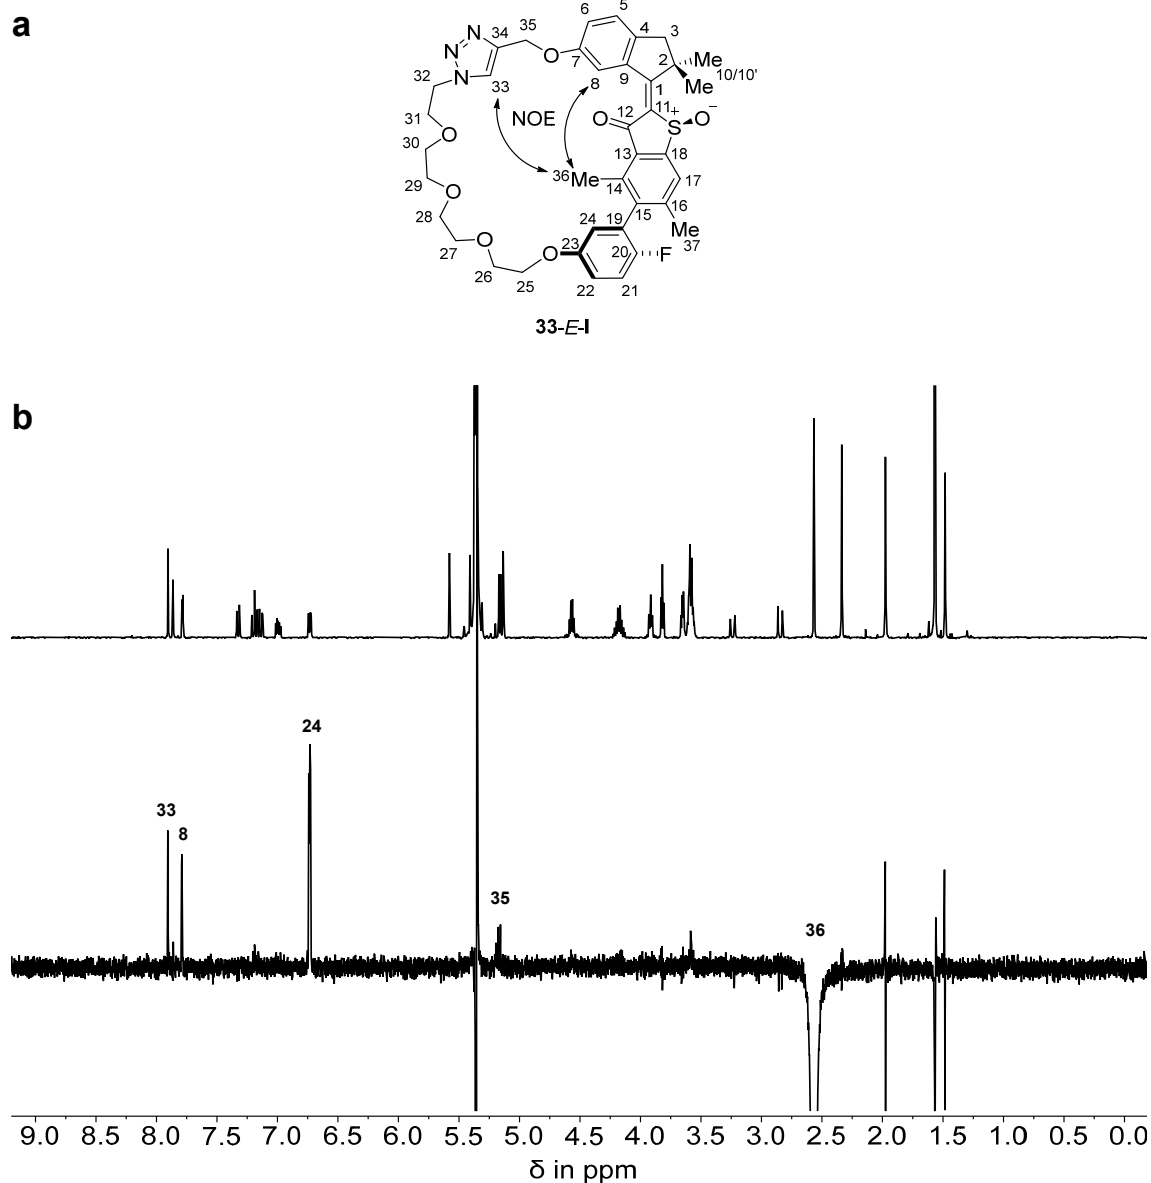 a
6 5
N 34 35 4 3
N N O 7 2 Me
32 33 8 9 Me 10/10'
1
31 O NOE O 12 11 S+ O−
30 13 18
36 Me 14 17
29 O 15 16
28 24 19 Me
O O 23 20 F 37
27
26 25 22 21
33-E-I
b
24
33
8
35
36
9.0 8.5 8.0 7.5 7.0 6.5 6.0 5.5 5.0 4.5 4.0 3.5 3.0 2.5 2.0 1.5 1.0 0.5 0.0
δ in ppm